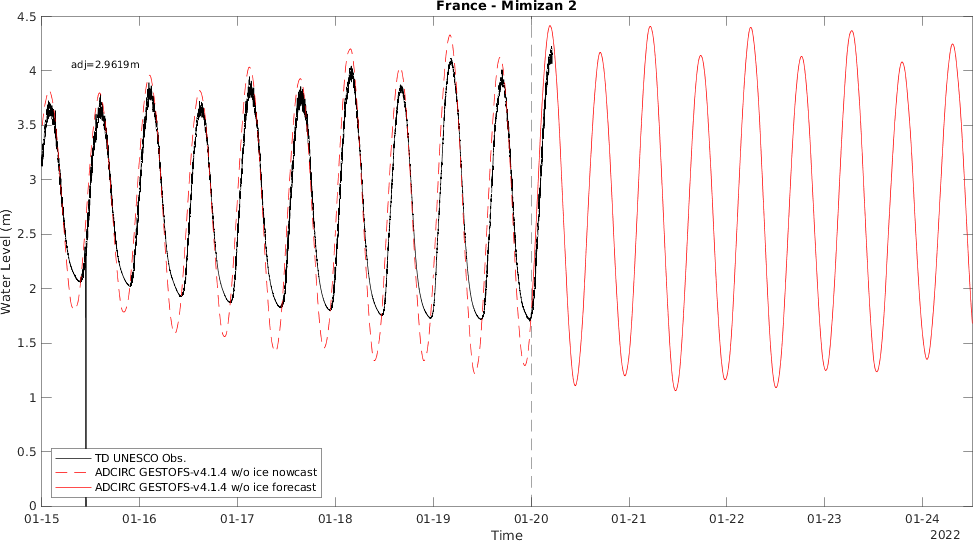 France - Mimizan 2
4.5
4
3.5
3
2.5
2
1.5
1
0.5
0
Water Level (m)
adj=2.9619m
TD UNESCO Obs.
ADCIRC GESTOFS-v4.1.4 w/o ice nowcast
ADCIRC GESTOFS-v4.1.4 w/o ice forecast
01-15 01-16 01-17 01-18 01-19 01-20 01-21 01-22 01-23 01-24
Time
2022